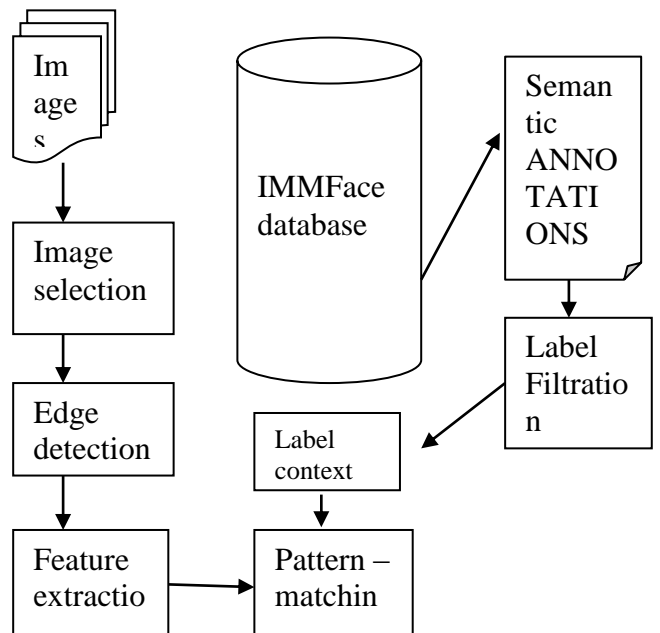 Im
age
s
Image
selection
Edge
detection
Feature
extractio
IMMFace
database
Seman
tic
ANNO
TATI
ONS
Label
Filtratio
n
Label
context
Pattern –
matchin